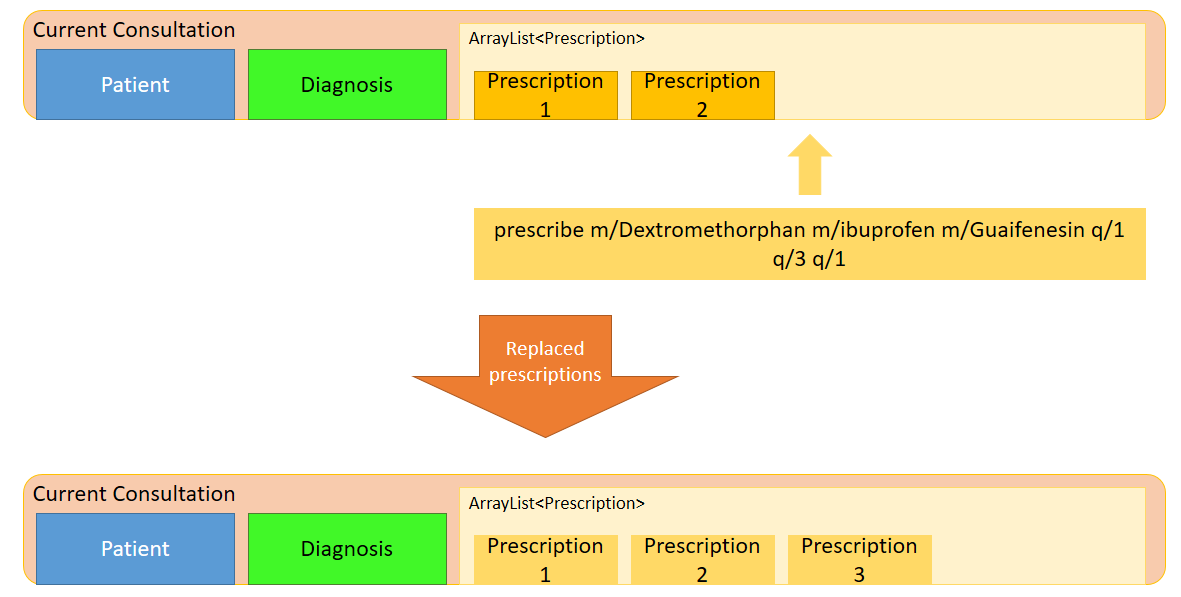 Current Consultation
ArrayList<Prescription>
Patient
Diagnosis
Prescription
1
Prescription
2
prescribe m/Dextromethorphan m/ibuprofen m/Guaifenesin q/1
q/3 q/1
Replaced
prescriptions
Current Consultation
ArrayList<Prescription>
Patient
Diagnosis
Prescription
1
Prescription
2
Prescription
3